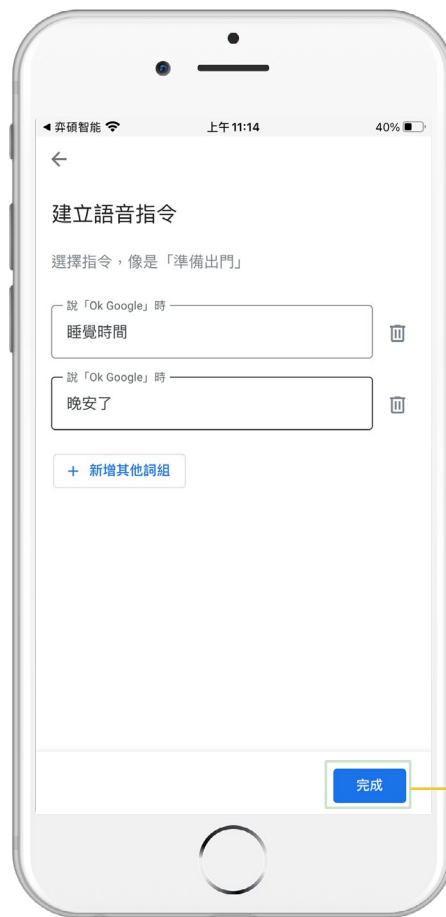 弈碩智能
上午11:14
40%
建立語音指令
選擇指令，像是「準備出門」
說「Ok Google」時
睡覺時間
說「Ok Google」時
晚安了
+ 新增其他詞組
完成